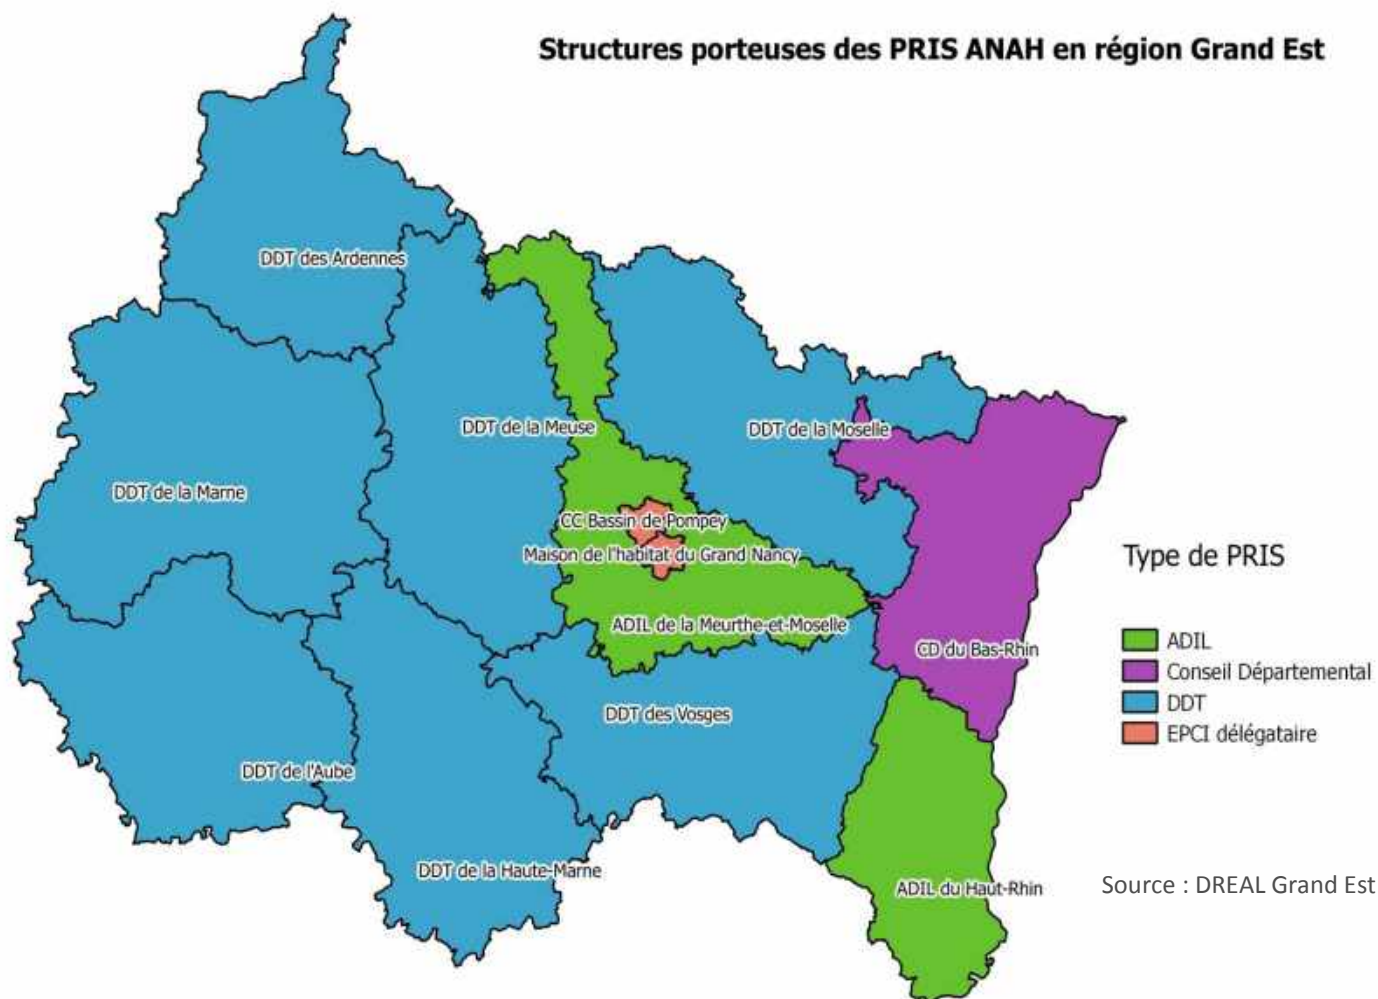 Structures porteuses des PRIS ANAH en région Grand Est
DDT des Ardennes
DDT de la Meuse
DDT de la Moselle
DDT de la Marne
CC Bassin de Pompey
Maison de l'habitat du Grand Nancy
ADIL de la Meurthe-et-Moselle
CD du Bas-Rhin
DDT des Vosges
DDT de l'Aube
DDT de la Haute-Marne
ADIL du Haut-Rhin
Type de PRIS
ADIL
Conseil Départemental
DDT
EPCI délégataire
Source : DREAL Grand Est